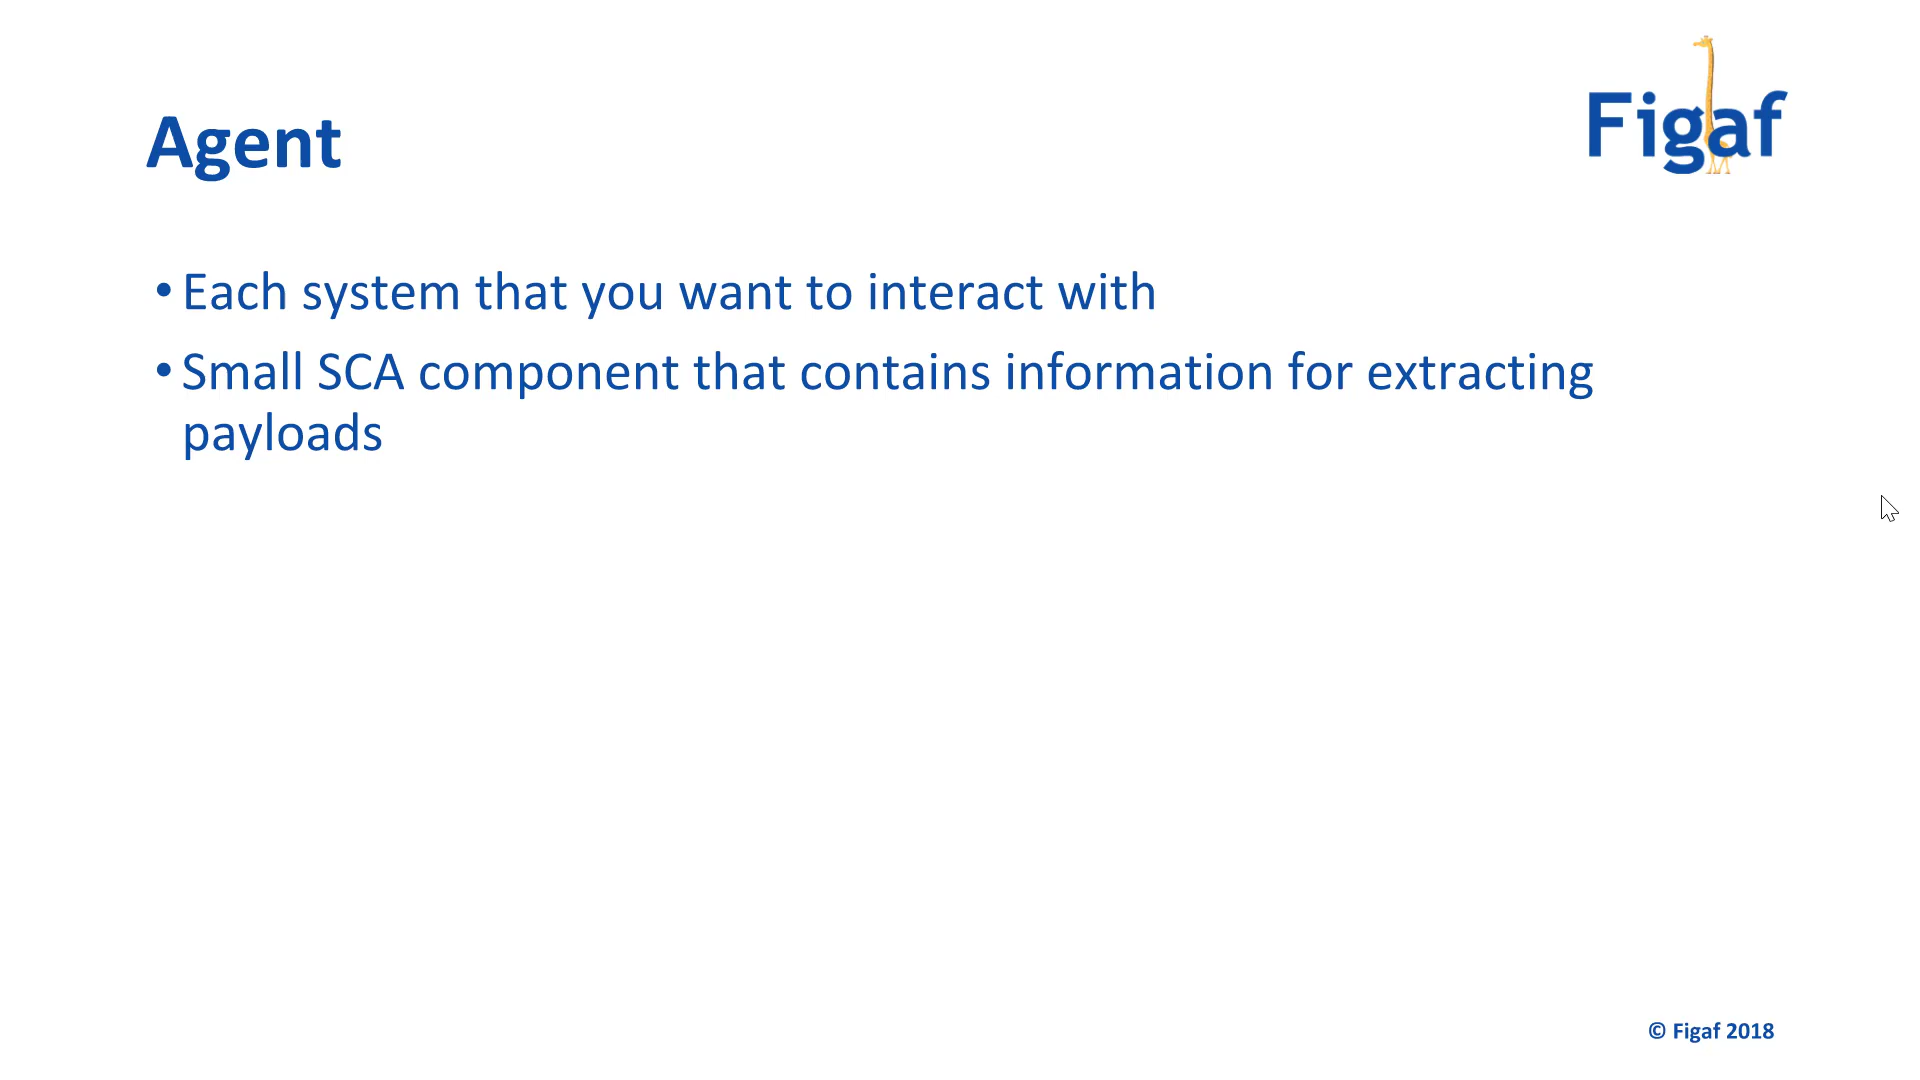 Figaf
Agent
• Each system that you want to interact with
• Small SCA component that contains information for extracting
payloads
© Figaf 2018